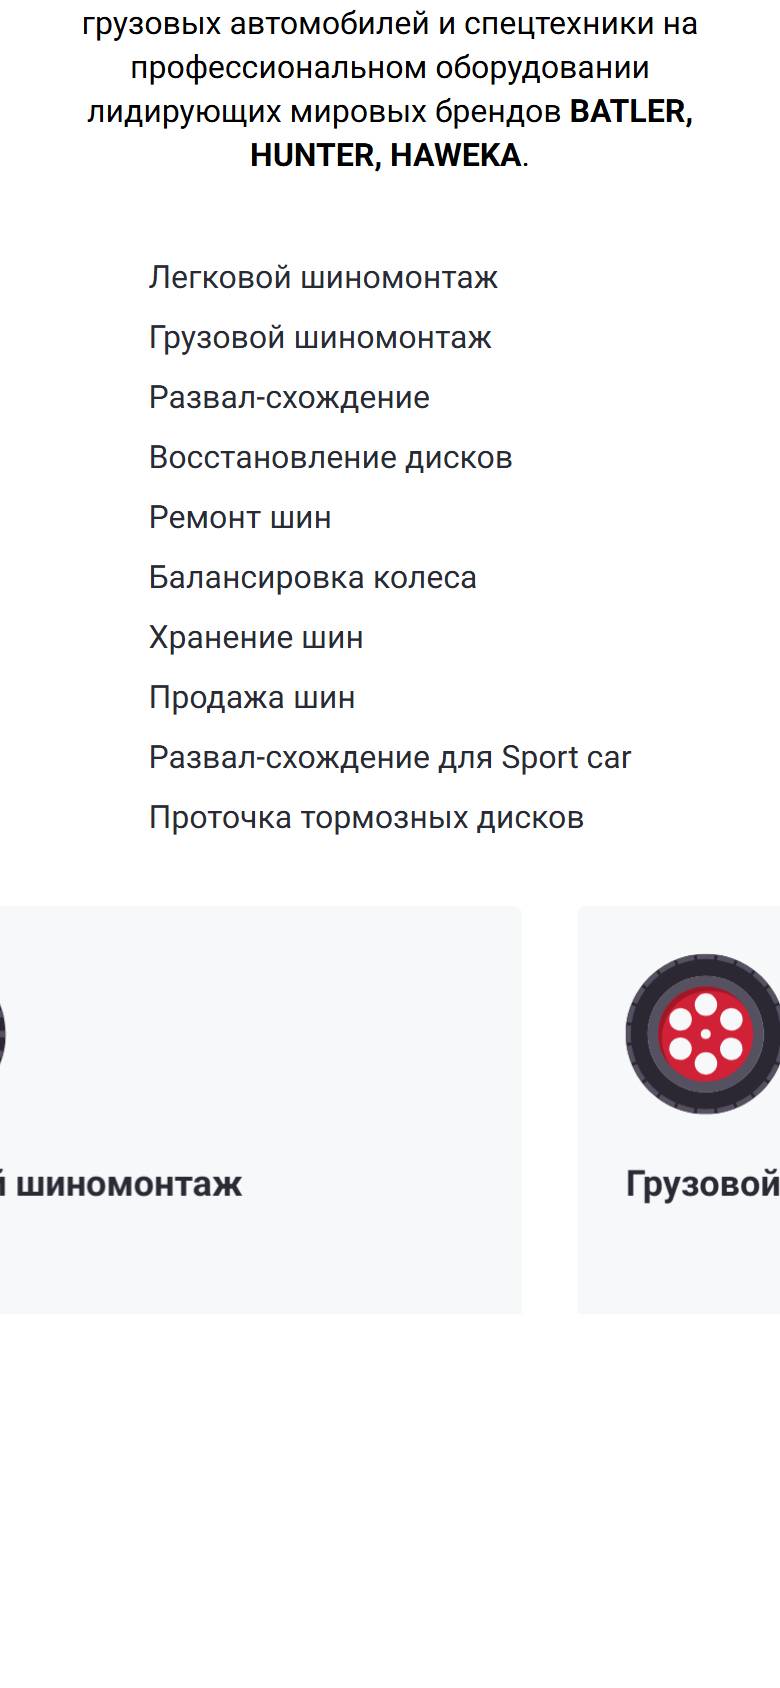 грузовых автомобилей и спецтехники на
профессиональном оборудовании
лидирующих мировых брендов BATLER,
HUNTER, HAWEKA.
Легковой шиномонтаж
Грузовой шиномонтаж
Развал-схождение
Восстановление дисков
Ремонт шин
Балансировка колеса
Хранение шин
Продажа шин
Развал-схождение для Sport car
Проточка тормозных дисков
й шиномонтаж
Грузовой